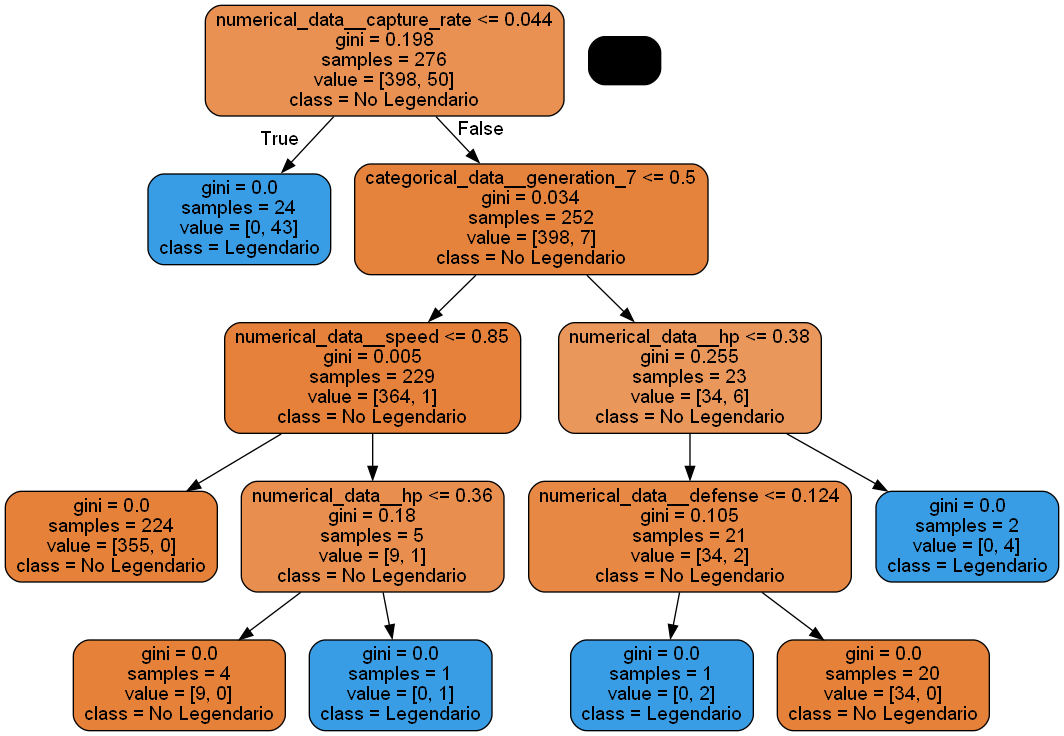 numerical_data__capture_rate <= 0.044
gini = 0.198
samples = 276
value = [398, 50]
class = No Legendario
True
False
gini = 0.0
samples = 24
value = [0, 43]
class = Legendario
categorical_data__generation_7 <= 0.5
gini = 0.034
samples = 252
value = [398, 7]
class = No Legendario
numerical_data__speed <= 0.85
gini = 0.005
samples = 229
value = [364, 1]
class = No Legendario
numerical_data__hp <= 0.38
gini = 0.255
samples = 23
value = [34, 6]
class = No Legendario
gini = 0.0
samples = 224
value = [355, 0]
class = No Legendario
numerical_data__hp <= 0.36
gini = 0.18
samples = 5
value = [9, 1]
class = No Legendario
numerical_data__defense <= 0.124
gini = 0.105
samples = 21
value = [34, 2]
class = No Legendario
gini = 0.0
samples = 2
value = [0, 4]
class = Legendario
gini = 0.0
samples = 4
value = [9, 0]
class = No Legendario
gini = 0.0
samples = 1
value = [0, 1]
class = Legendario
gini = 0.0
samples = 1
value = [0, 2]
class = Legendario
gini = 0.0
samples = 20
value = [34, 0]
class = No Legendario